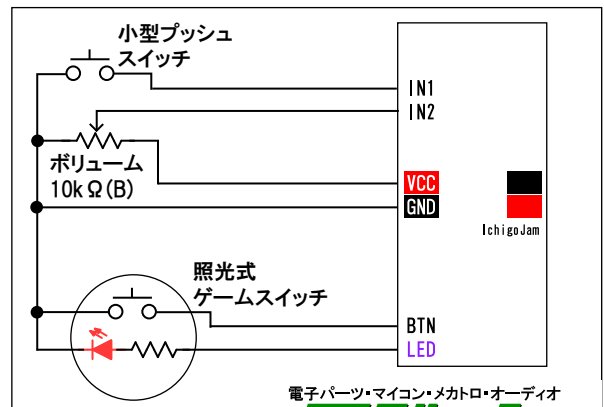 小型プッシュ
スイッチ
IN1
IN2
ボリューム
10kΩ(B)
VCC
GND
IchigoJam
照光式
ゲームスイッチ
BTN
LED
電子パーツ・マイコン・メカトロ・オーディオ